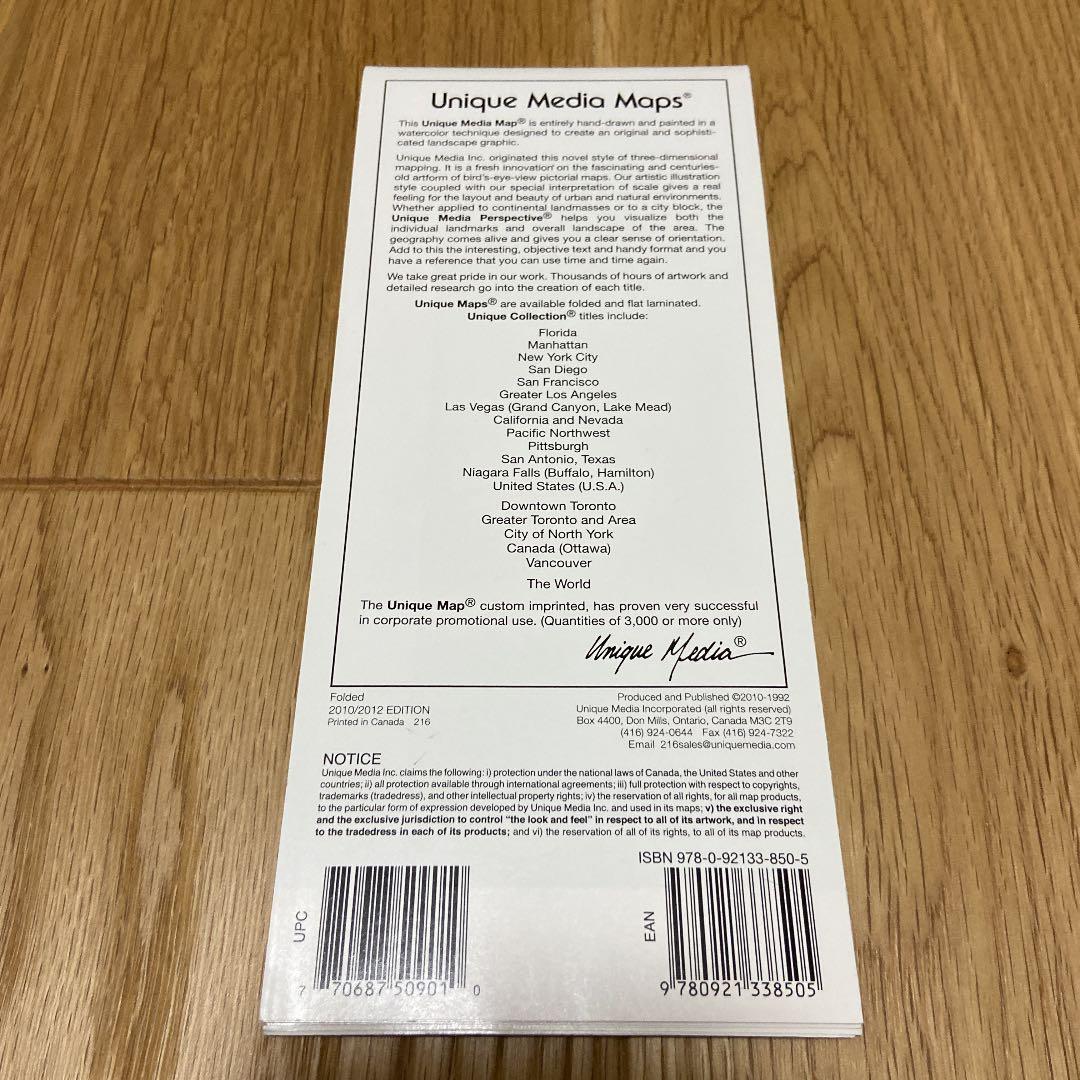 Unique Media Maps®
This Unique Media Map® is entirely hand-drawn and painted in a
watercolor technique designed to create an original and sophisti-
cated landscape graphic.
Unique Media Inc. originated this novel style of three-dimensional
mapping. It is a fresh innovation on the fascinating and centuries-
old artform of bird's-eye-view pictorial maps. Our artistic illustration
style coupled with our special interpretation of scale gives a real
feeling for the layout and beauty of urban and natural environments.
Whether applied to continental landmasses or to a city block, the
Unique Media Perspective® helps you visualize both the
individual landmarks and overall landscape of the area. The
geography comes alive and gives you a clear sense of orientation.
Add to this the interesting, objective text and handy format and you
have a reference that you can use time and time again.
We take great pride in our work. Thousands of hours of artwork and
detailed research go into the creation of each title.
Unique Maps® are available folded and flat laminated.
Unique Collection® titles include:
Florida
Manhattan
New York City
San Diego
San Francisco
Greater Los Angeles
Las Vegas (Grand Canyon, Lake Mead)
California and Nevada
Pacific Northwest
Pittsburgh
San Antonio, Texas
Niagara Falls (Buffalo, Hamilton)
United States (U.S.A.)
Downtown Toronto
Greater Toronto and Area
City of North York
Canada (Ottawa)
Vancouver
The World
The Unique Map® custom imprinted, has proven very successful
in corporate promotional use. (Quantities of 3,000 or more only)
Unique Media®
Folded
2010/2012 EDITION
Printed in Canada 216
Produced and Published ©2010-1992
Unique Media Incorporated (all rights reserved)
Box 4400, Don Mills, Ontario, Canada M3C 2T9
(416) 924-0644 Fax (416) 924-7322
Email 216sales@uniquemedia.com
NOTICE
Unique Media Inc. claims the following: i) protection under the national laws of Canada, the United States and other
countries; ii) all protection available through international agreements; iii) full protection with respect to copyrights,
trademarks (tradedress), and other intellectual property rights; iv) the reservation of all rights, for all map products,
to the particular form of expression developed by Unique Media Inc. and used in its maps; v) the exclusive right
and the exclusive jurisdiction to control "the look and feel" in respect to all of its artwork, and in respect
to the tradedress in each of its products; and vi) the reservation of all of its rights, to all of its map products.
ISBN 978-0-92133-850-5
UPC
7 70687 50901 0
EAN
9 780921 338505